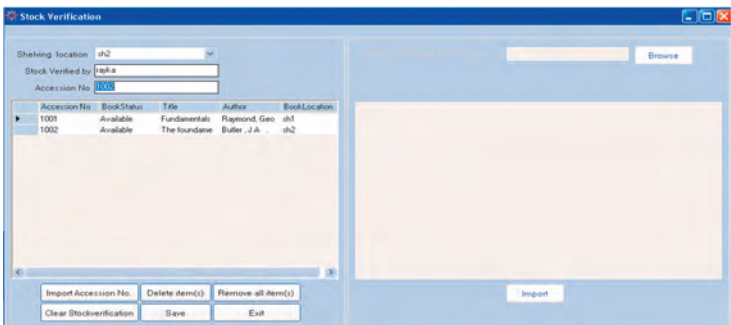 Stock Verification
Shelving location sh2
Stock Verified by rayka
Accession No 1002
Browse
Accession No BookStatus Title Author BookLocation
1001 Available Fundamentals Raymond, Geo sh1
1002 Available The foundame Butler , J A . sh2
Import Accession No. Delete item(s) Remove all item(s)
Clear Stockverification Save Exit
Import